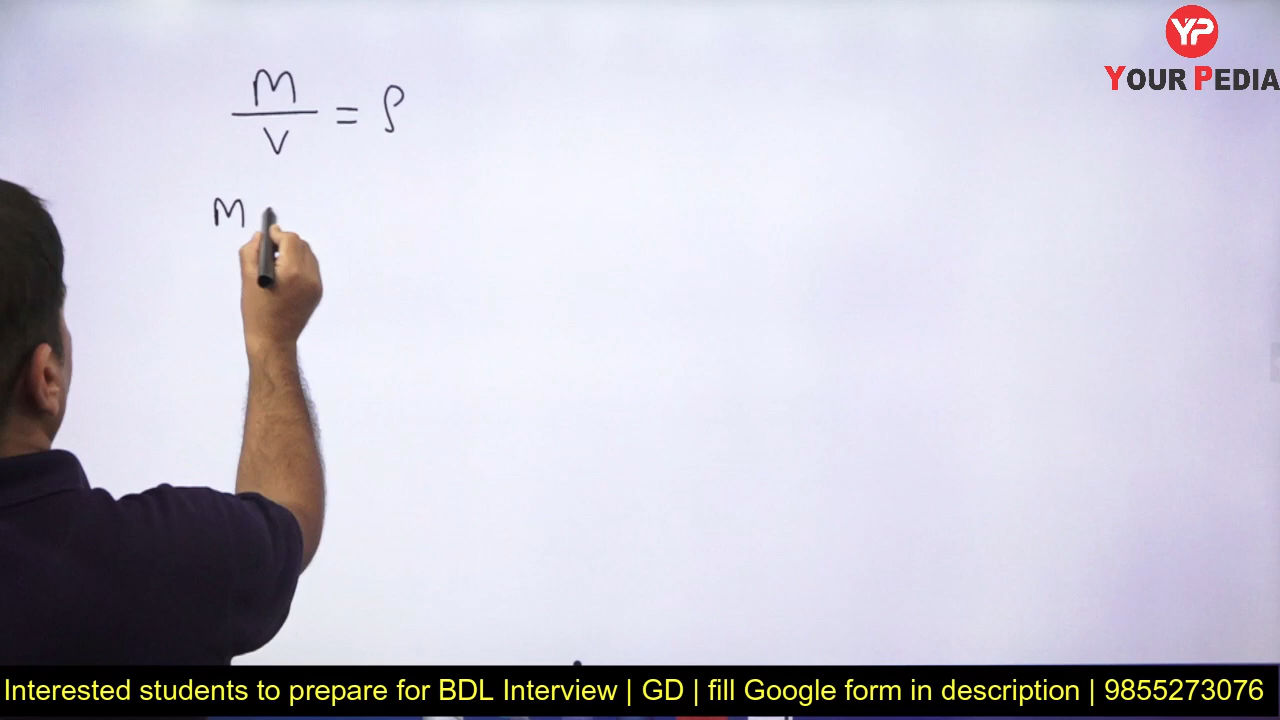 YP
YOUR PEDIA
M
V
= ρ
M
Interested students to prepare for BDL Interview | GD | fill Google form in description | 9855273076